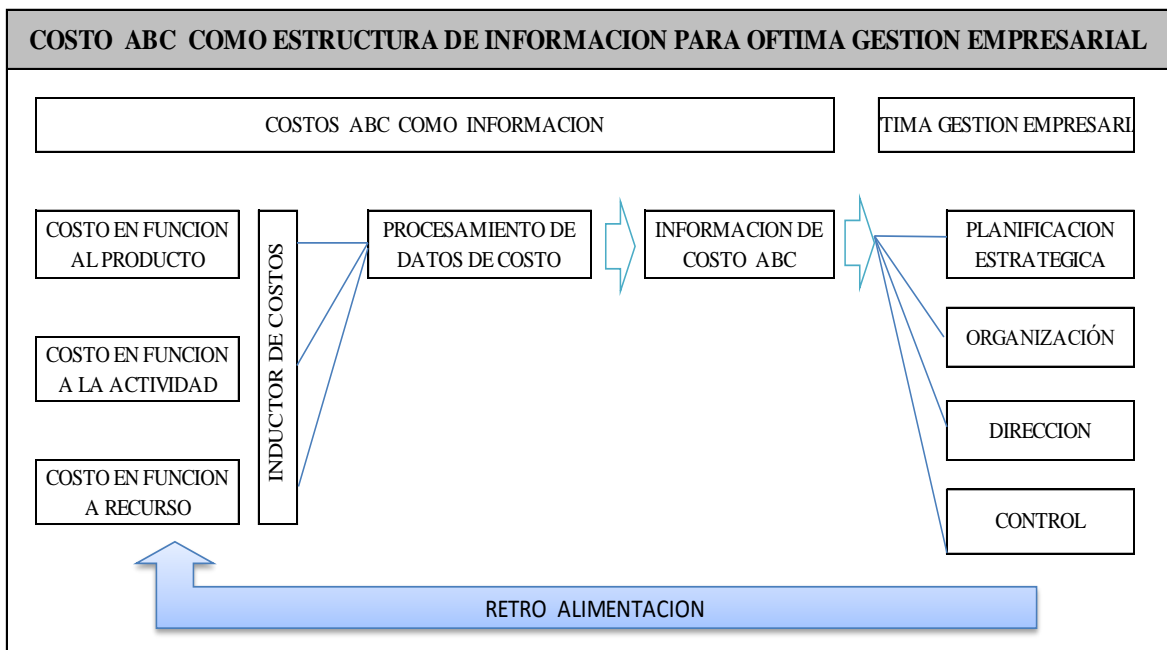 COSTO ABC COMO ESTRUCTURA DE INFORMACION PARA OFTIMA GESTION EMPRESARIAL
COSTOS ABC COMO INFORMACION
TIMA GESTION EMPRESARI
COSTO EN FUNCION
AL PRODUCTO
COSTO EN FUNCION
A LA ACTIVIDAD
COSTO EN FUNCION
A RECURSO
INDUCTOR DE COSTOS
PROCESAMIENTO DE
DATOS DE COSTO
INFORMACION DE
COSTO ABC
PLANIFICACION
ESTRATEGICA
ORGANIZACIÓN
DIRECCION
CONTROL
RETRO ALIMENTACION